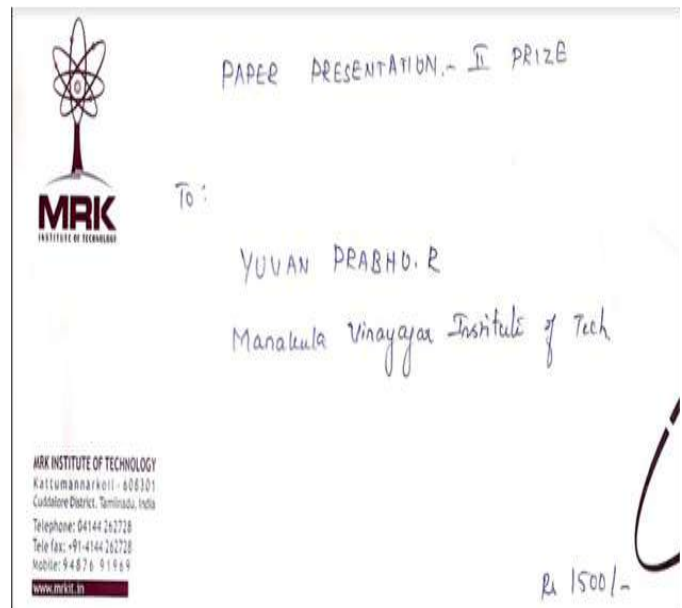 PAPER PRESENTATION.- II PRIZE
MRK
INSTITUTE OF TECHNOLOGY
To:
YUVAN PRABHU.R
Manakula Vinayagar Institute of Tech
MRK INSTITUTE OF TECHNOLOGY
Kattumannarkoil - 608301
Cuddalore District, Tamilnadu, India
Telephone: 04144 262728
Tele fax: +91-4144 262728
Mobile: 94876 91969
www.mrkit.in
Rs 1500/-